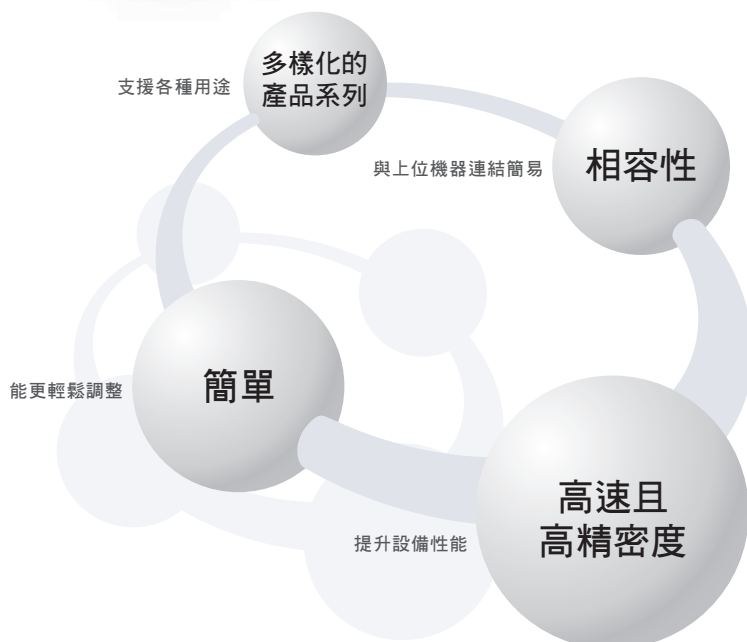 多樣化的
產品系列
支援各種用途
相容性
與上位機器連結簡易
簡單
能更輕鬆調整
高速且
高精密度
提升設備性能